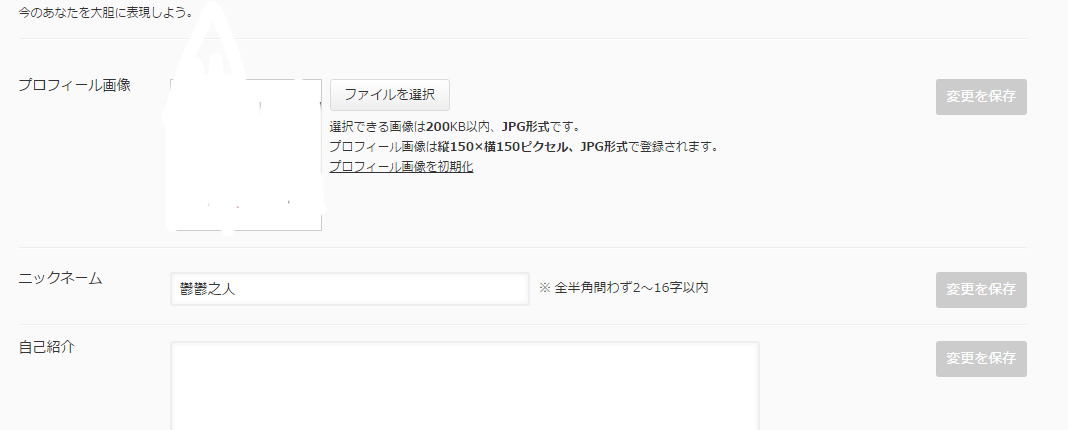 今のあなたを大胆に表現しよう。
プロフィール画像
ファイルを選択
変更を保存
選択できる画像は200KB以内、JPG形式です。
プロフィール画像は縦150×横150ピクセル、JPG形式で登録されます。
プロフィール画像を初期化
ニックネーム
鬱鬱之人
※ 全半角問わず2～16字以内
変更を保存
自己紹介
変更を保存